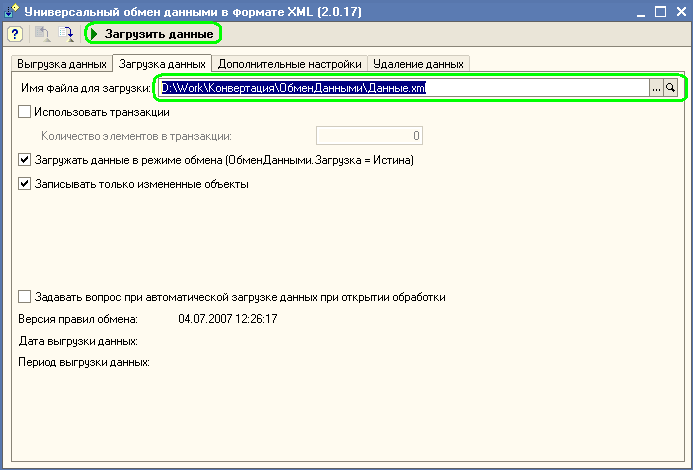 Универсальный обмен данными в формате XML (2.0.17)
Загрузить данные
Выгрузка данных Загрузка данных Дополнительные настройки Удаление данных
Имя файла для загрузки: D:\Work\Конвертация\ОбменДанными\Данные.xml ...
Использовать транзакции
Количество элементов в транзакции: 0
Загружать данные в режиме обмена (ОбменДанными.Загрузка = Истина)
Записывать только измененные объекты
Задавать вопрос при автоматической загрузке данных при открытии обработки
Версия правил обмена: 04.07.2007 12:26:17
Дата выгрузки данных:
Период выгрузки данных: